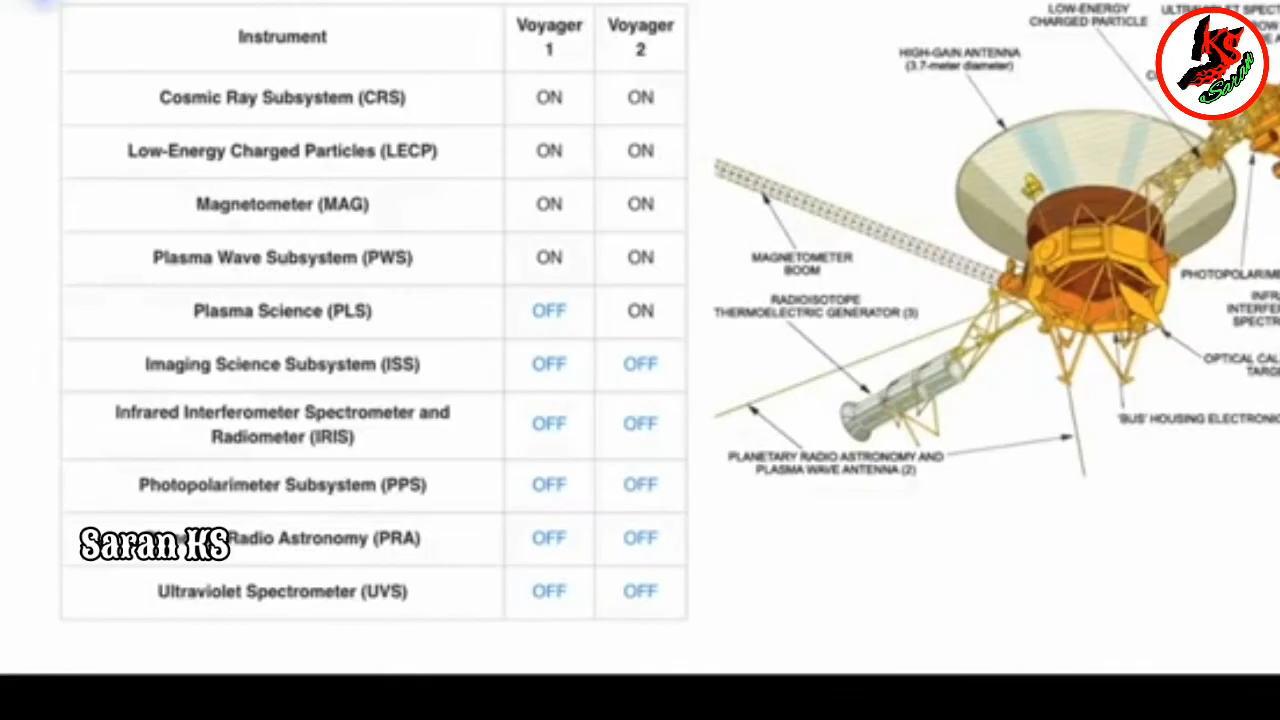 Instrument
Voyager
1
Voyager
2
Cosmic Ray Subsystem (CRS) ON ON
Low-Energy Charged Particles (LECP) ON ON
Magnetometer (MAG) ON ON
Plasma Wave Subsystem (PWS) ON ON
Plasma Science (PLS) OFF ON
Imaging Science Subsystem (ISS) OFF OFF
Infrared Interferometer Spectrometer and
Radiometer (IRIS) OFF OFF
Photopolarimeter Subsystem (PPS) OFF OFF
Radio Astronomy (PRA) OFF OFF
Ultraviolet Spectrometer (UVS) OFF OFF
Saran KS
LOW-ENERGY
CHARGED PARTICLE
HIGH-GAIN ANTENNA
(3.7-meter diameter)
MAGNETOMETER
BOOM
RADIOISOTOPE
THERMOELECTRIC GENERATOR (3)
PLANETARY RADIO ASTRONOMY AND
PLASMA WAVE ANTENNA (2)
PHOTOPOLARIME
INFR
INTERFE
SPECTR
OPTICAL CAL
TARG
'BUS' HOUSING ELECTRONIC
KS
Saran